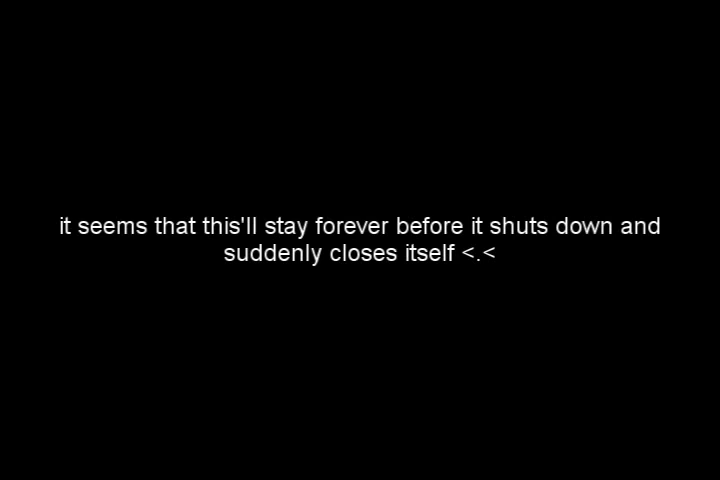 it seems that this'll stay forever before it shuts down and
suddenly closes itself <.<